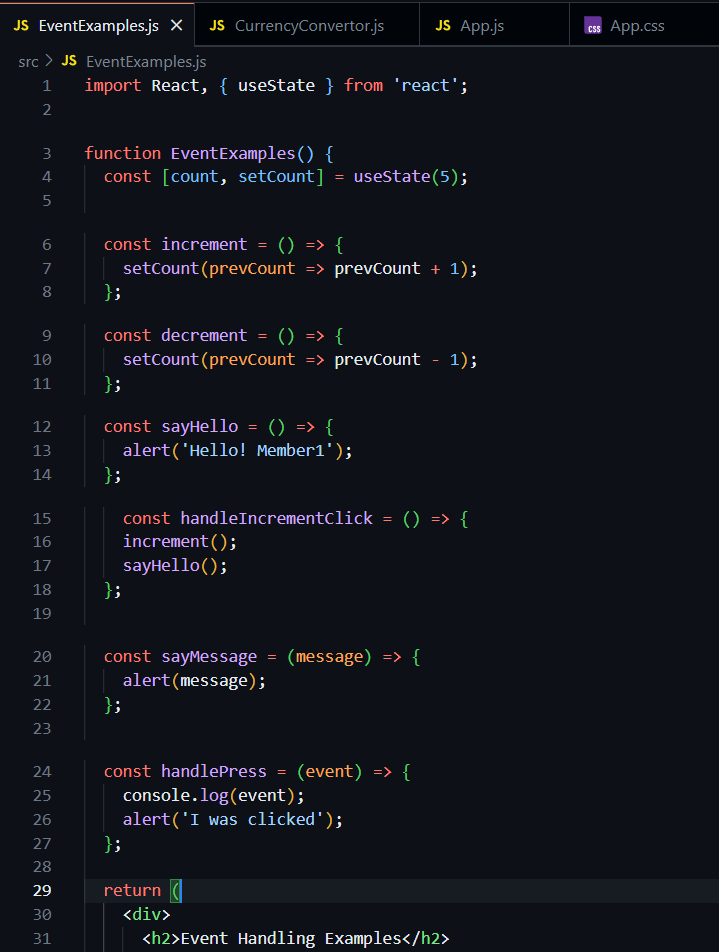 JS EventExamples.js × JS CurrencyConvertor.js JS App.js css App.css
src > JS EventExamples.js
1 import React, { useState } from 'react';
2
3 function EventExamples() {
4   const [count, setCount] = useState(5);
5
6   const increment = () => {
7     setCount(prevCount => prevCount + 1);
8   };
9   const decrement = () => {
10     setCount(prevCount => prevCount - 1);
11   };
12   const sayHello = () => {
13     alert('Hello! Member1');
14   };
15     const handleIncrementClick = () => {
16     increment();
17     sayHello();
18   };
19
20   const sayMessage = (message) => {
21     alert(message);
22   };
23
24   const handlePress = (event) => {
25     console.log(event);
26     alert('I was clicked');
27   };
28
29   return (
30     <div>
31       <h2>Event Handling Examples</h2>